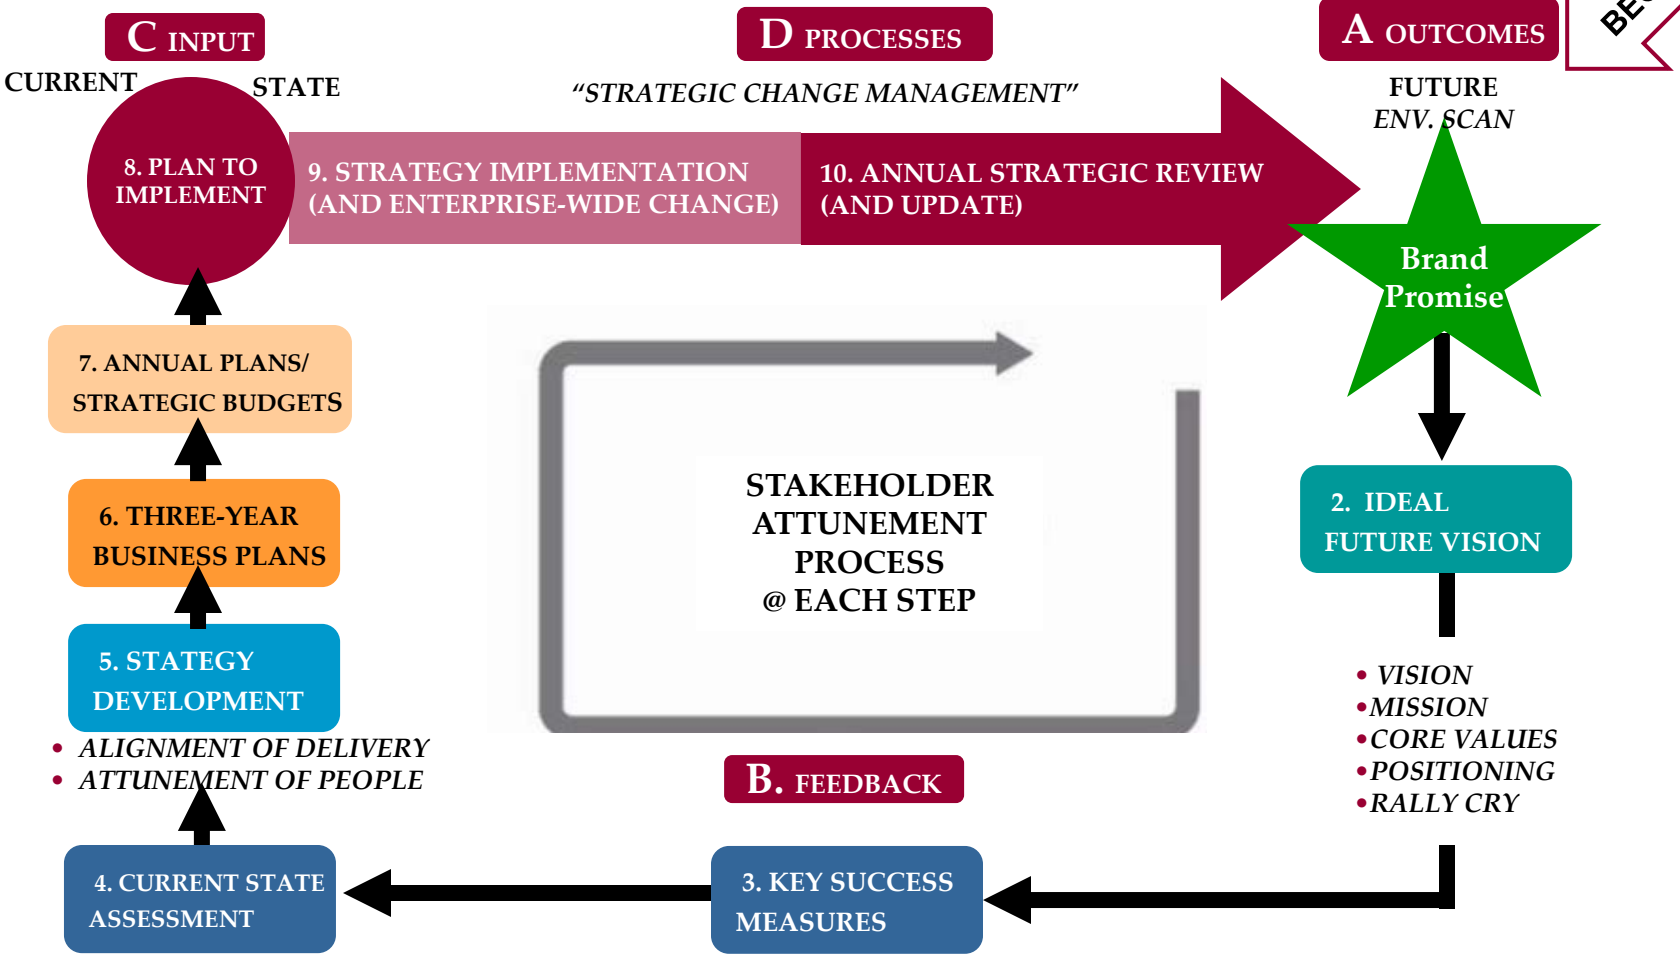 C INPUT
D PROCESSES
A OUTCOMES
CURRENT STATE
"STRATEGIC CHANGE MANAGEMENT"
FUTURE
ENV. SCAN
8. PLAN TO
IMPLEMENT
9. STRATEGY IMPLEMENTATION
(AND ENTERPRISE-WIDE CHANGE)
10. ANNUAL STRATEGIC REVIEW
(AND UPDATE)
Brand
Promise
7. ANNUAL PLANS/
STRATEGIC BUDGETS
6. THREE-YEAR
BUSINESS PLANS
5. STATEGY
DEVELOPMENT
• ALIGNMENT OF DELIVERY
• ATTUNEMENT OF PEOPLE
4. CURRENT STATE
ASSESSMENT
STAKEHOLDER
ATTUNEMENT
PROCESS
@ EACH STEP
B. FEEDBACK
3. KEY SUCCESS
MEASURES
2. IDEAL
FUTURE VISION
• VISION
•MISSION
•CORE VALUES
•POSITIONING
•RALLY CRY